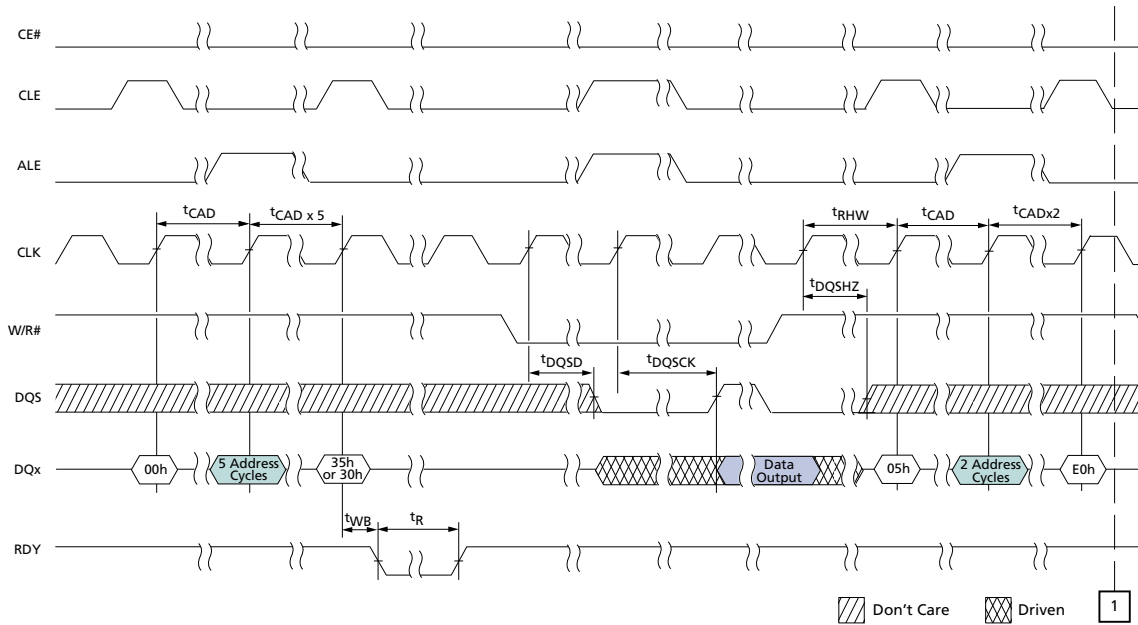 CE#
CLE
ALE
tCAD
tCAD x 5
tRHW
tCAD
tCADx2
CLK
tDQSHZ
W/R#
tDQSD
tDQSCK
DQS
DQx
00h
5 Address
Cycles
35h
or 30h
Data
Output
05h
2 Address
Cycles
E0h
tWB
tR
RDY
Don't Care
Driven
1